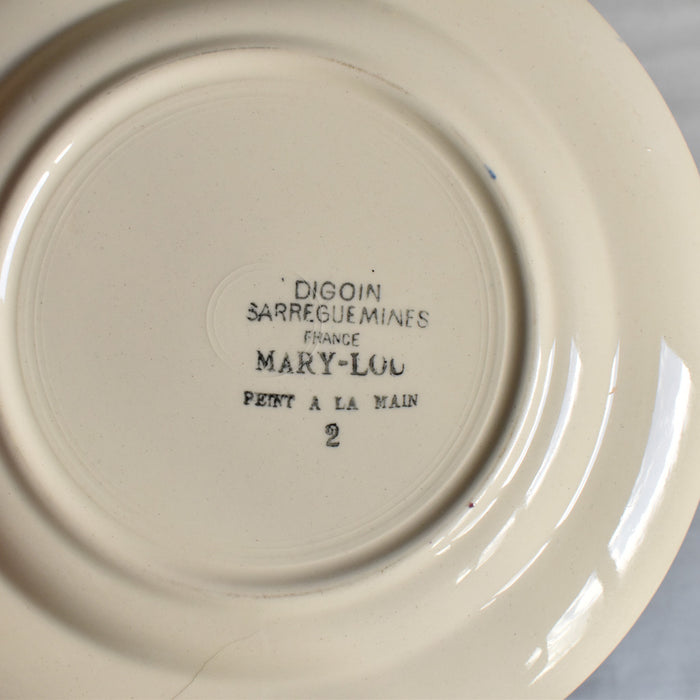 DIGOIN
SARREGUEMINES
FRANCE
MARY-LOU
PEINT A LA MAIN
2